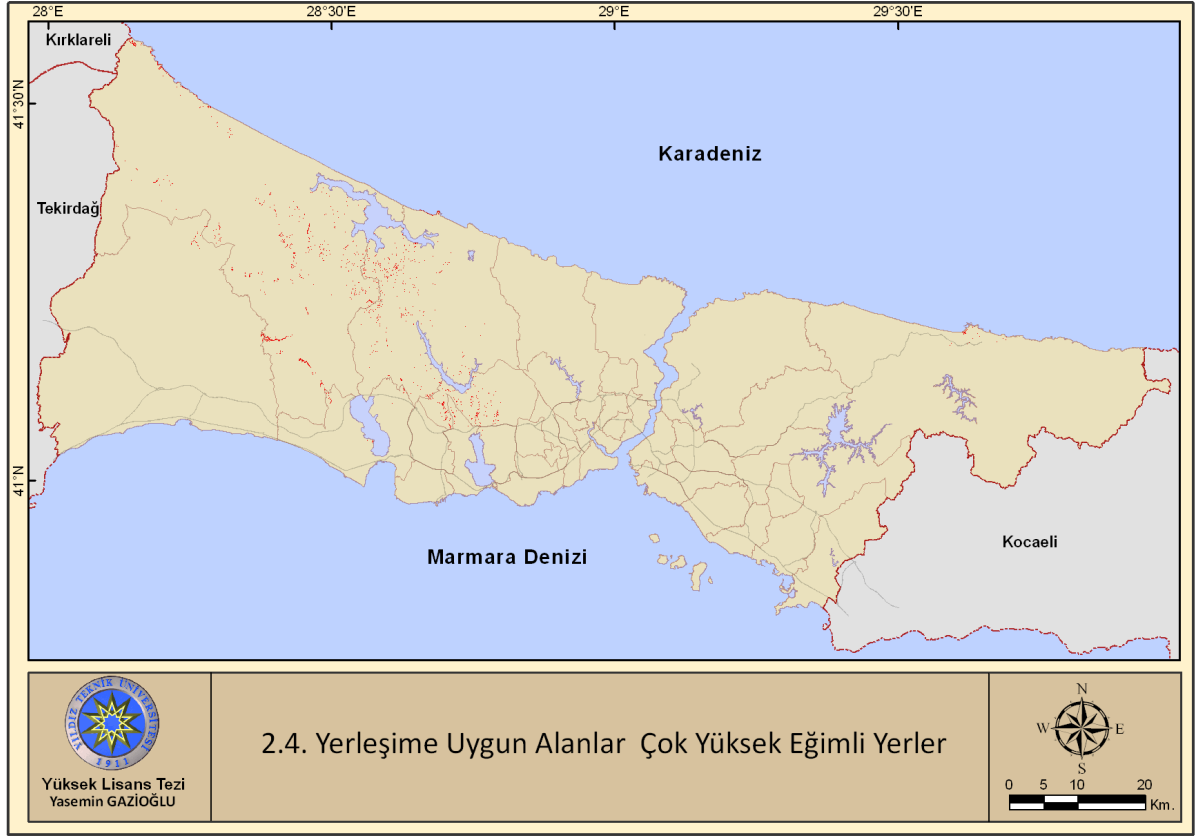 28°E 28°30'E 29°E 29°30'E
Kırklareli
41°30'N
Karadeniz
Tekirdağ
41°N
Kocaeli
Marmara Denizi
YILDIZ TEKNİK ÜNİVERSİTESİ
1911
Yüksek Lisans Tezi
Yasemin GAZİOĞLU
2.4. Yerleşime Uygun Alanlar  Çok Yüksek Eğimli Yerler
N
W E
S
0 5 10 20
Km.